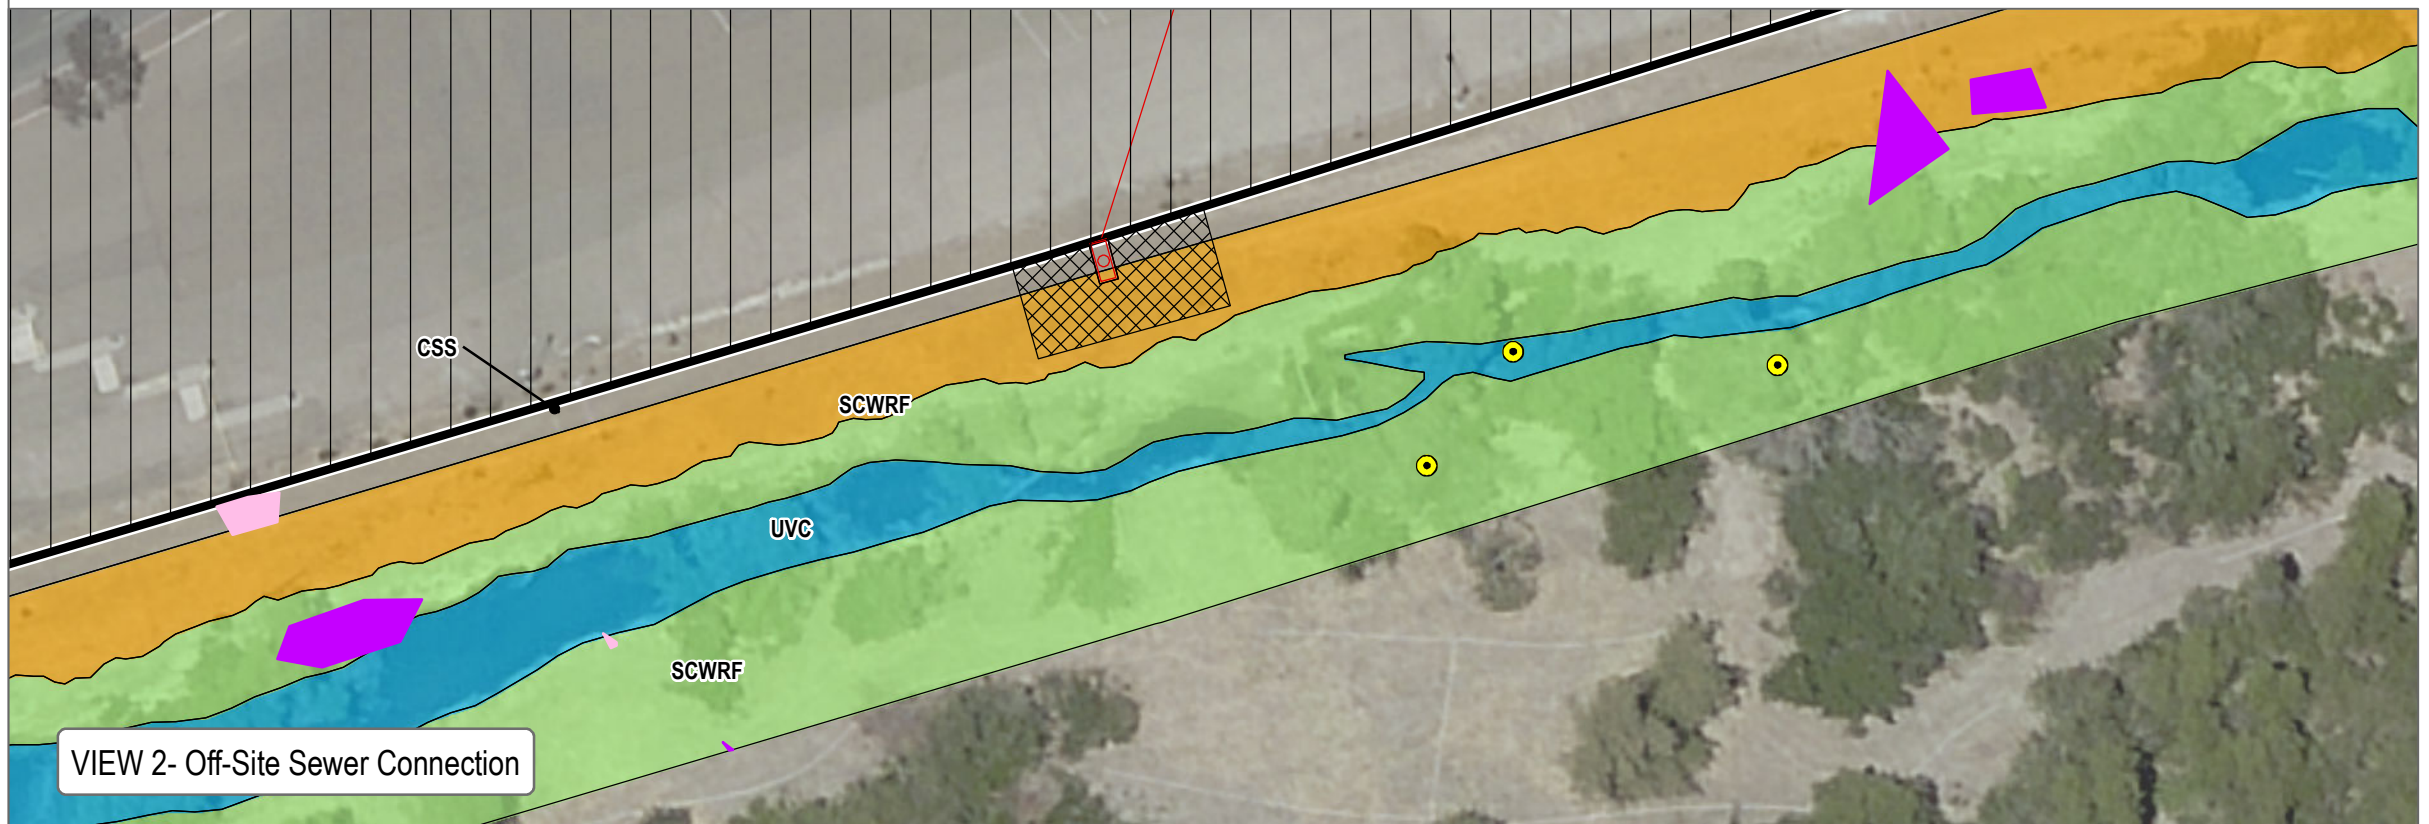 CSS
SCWRF
UVC
SCWRF
VIEW 2- Off-Site Sewer Connection